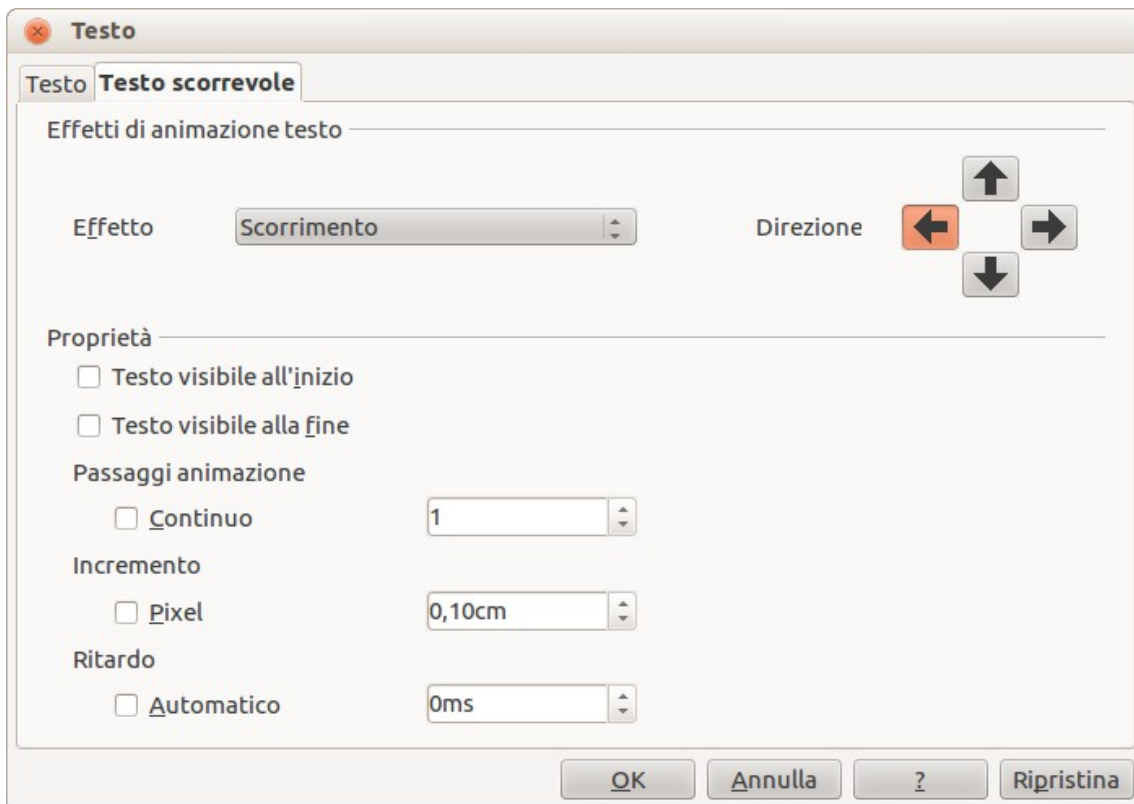 Testo
Testo Testo scorrevole
Effetti di animazione testo
Effetto Scorrimento Direzione
Proprietà
Testo visibile all'inizio
Testo visibile alla fine
Passaggi animazione
Continuo 1
Incremento
Pixel 0,10cm
Ritardo
Automatico 0ms
OK Annulla ? Ripristina